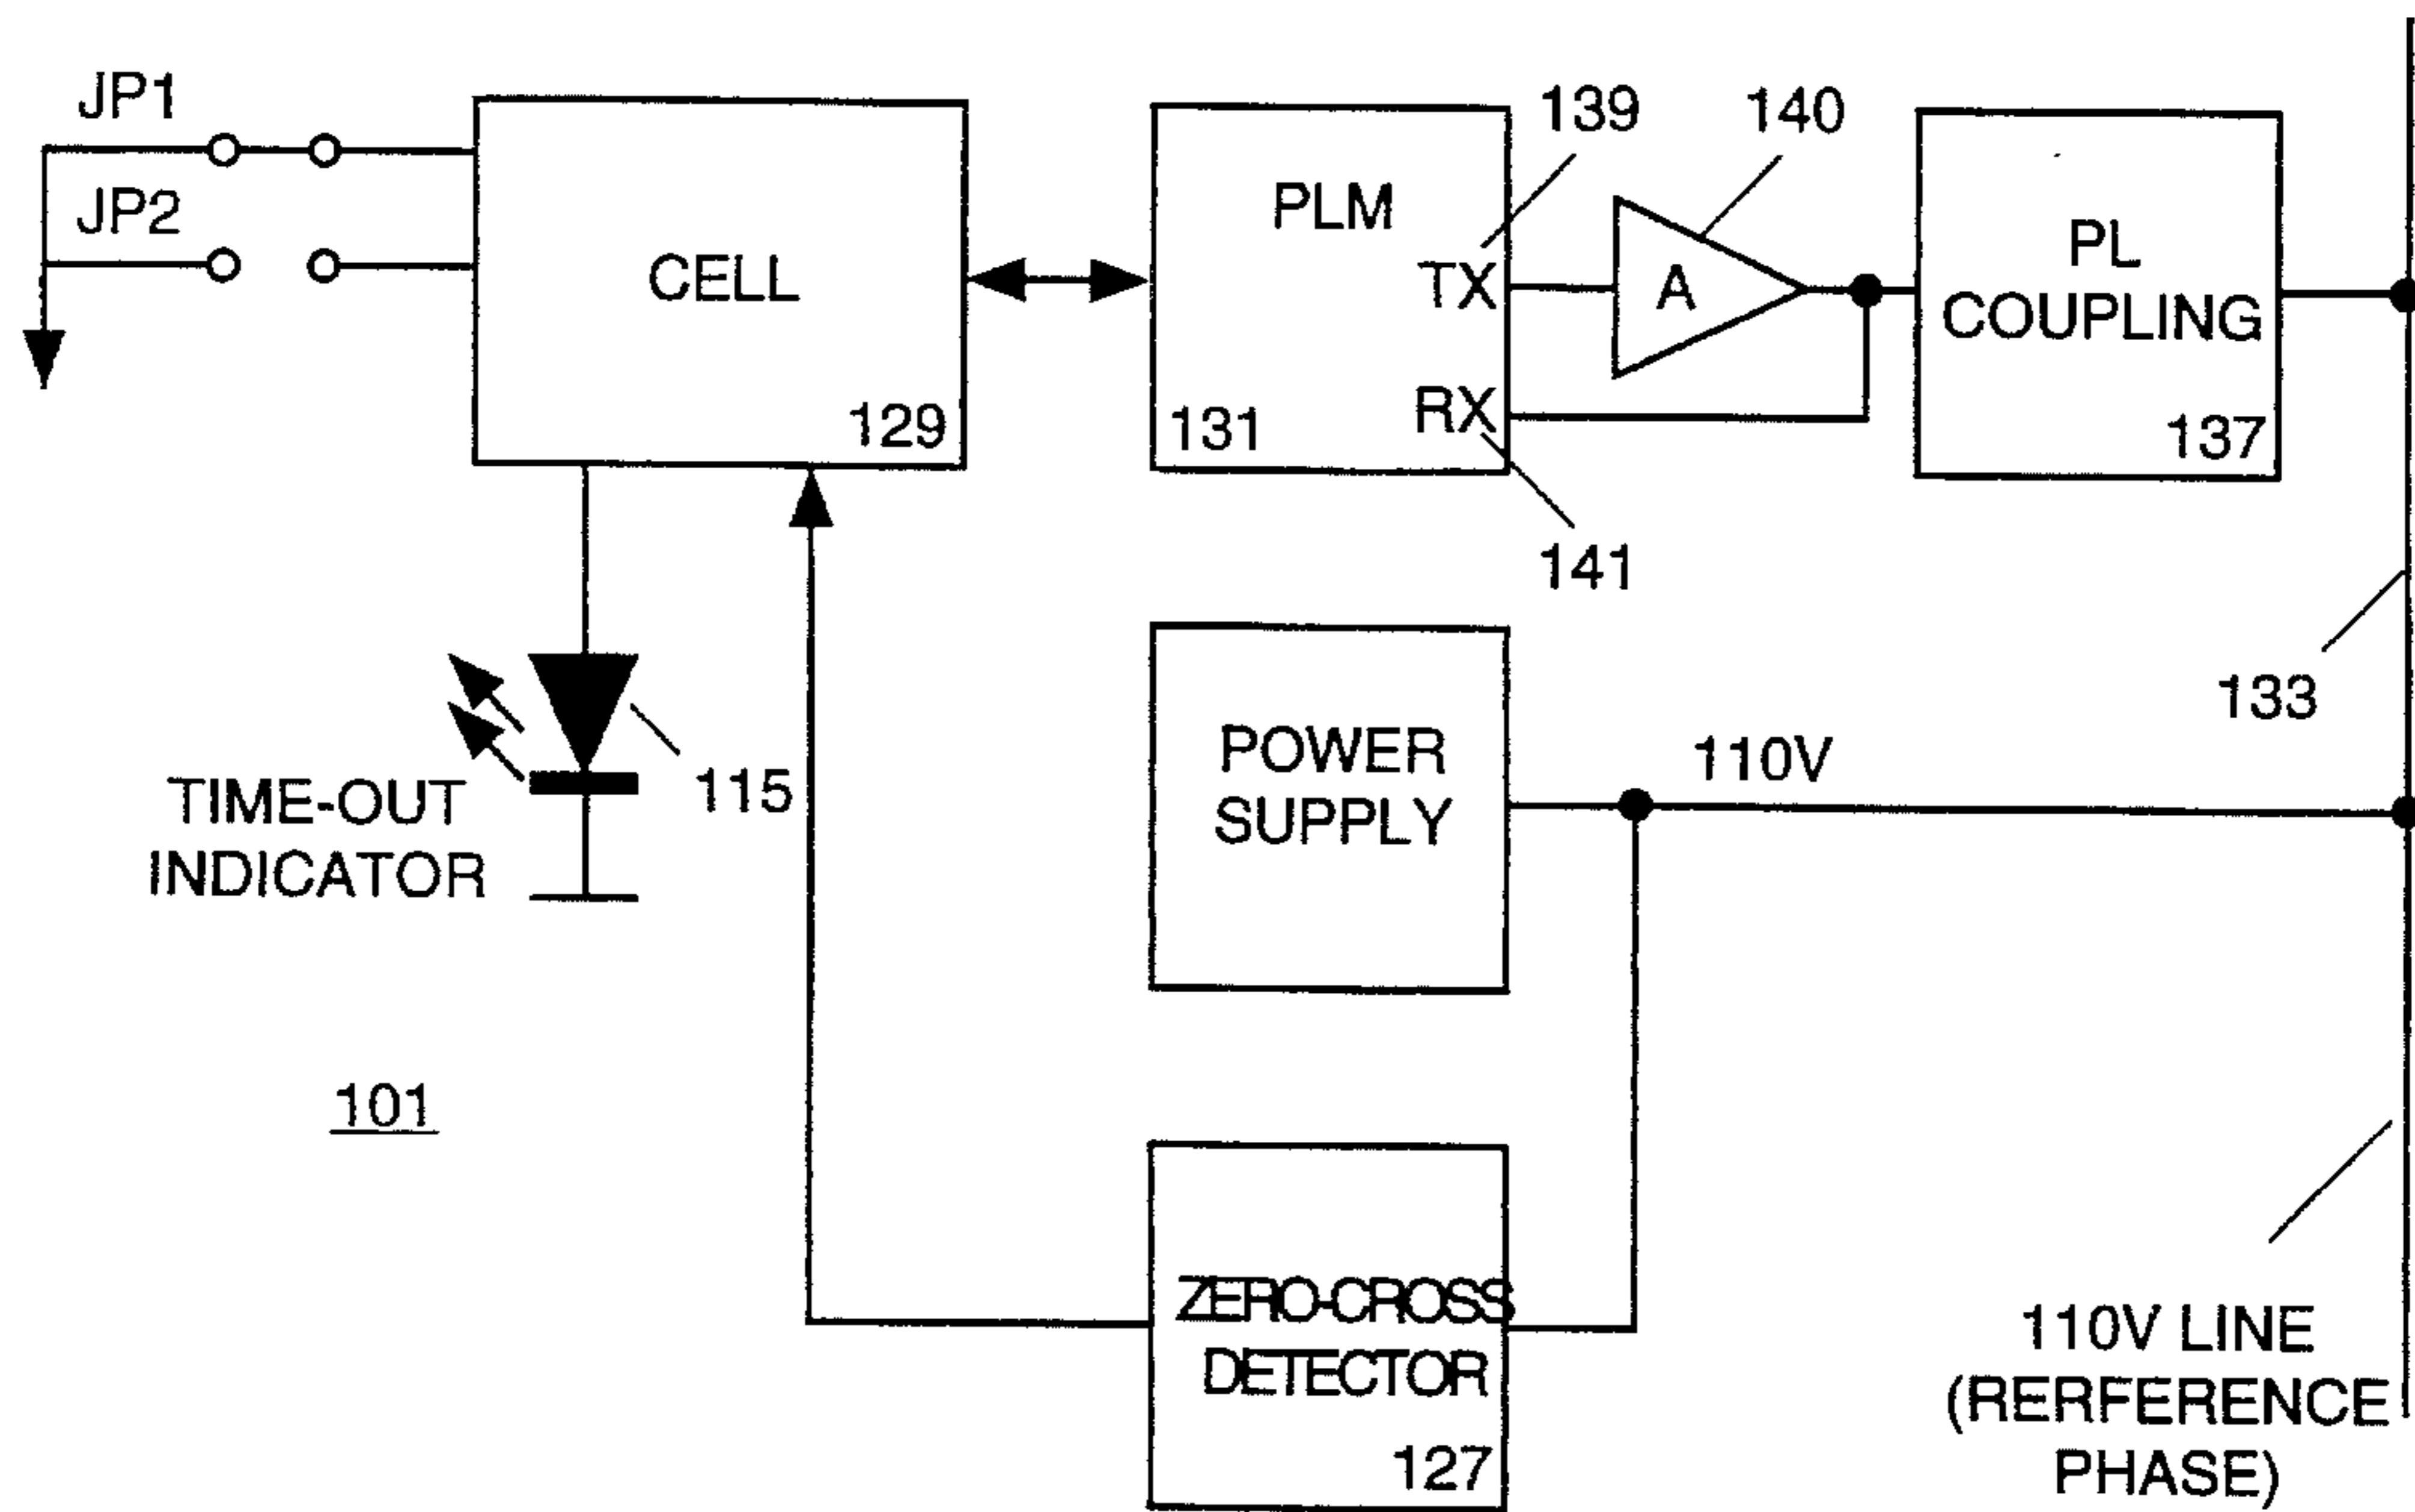 JP1
JP2
CELL
129
PLM
TX
RX
131
139
140
A
141
PL
COUPLING
137
133
TIME-OUT
INDICATOR
115
POWER
SUPPLY
110V
101
ZERO-CROSS
DETECTOR
127
110V LINE
(RERFERENCE
PHASE)